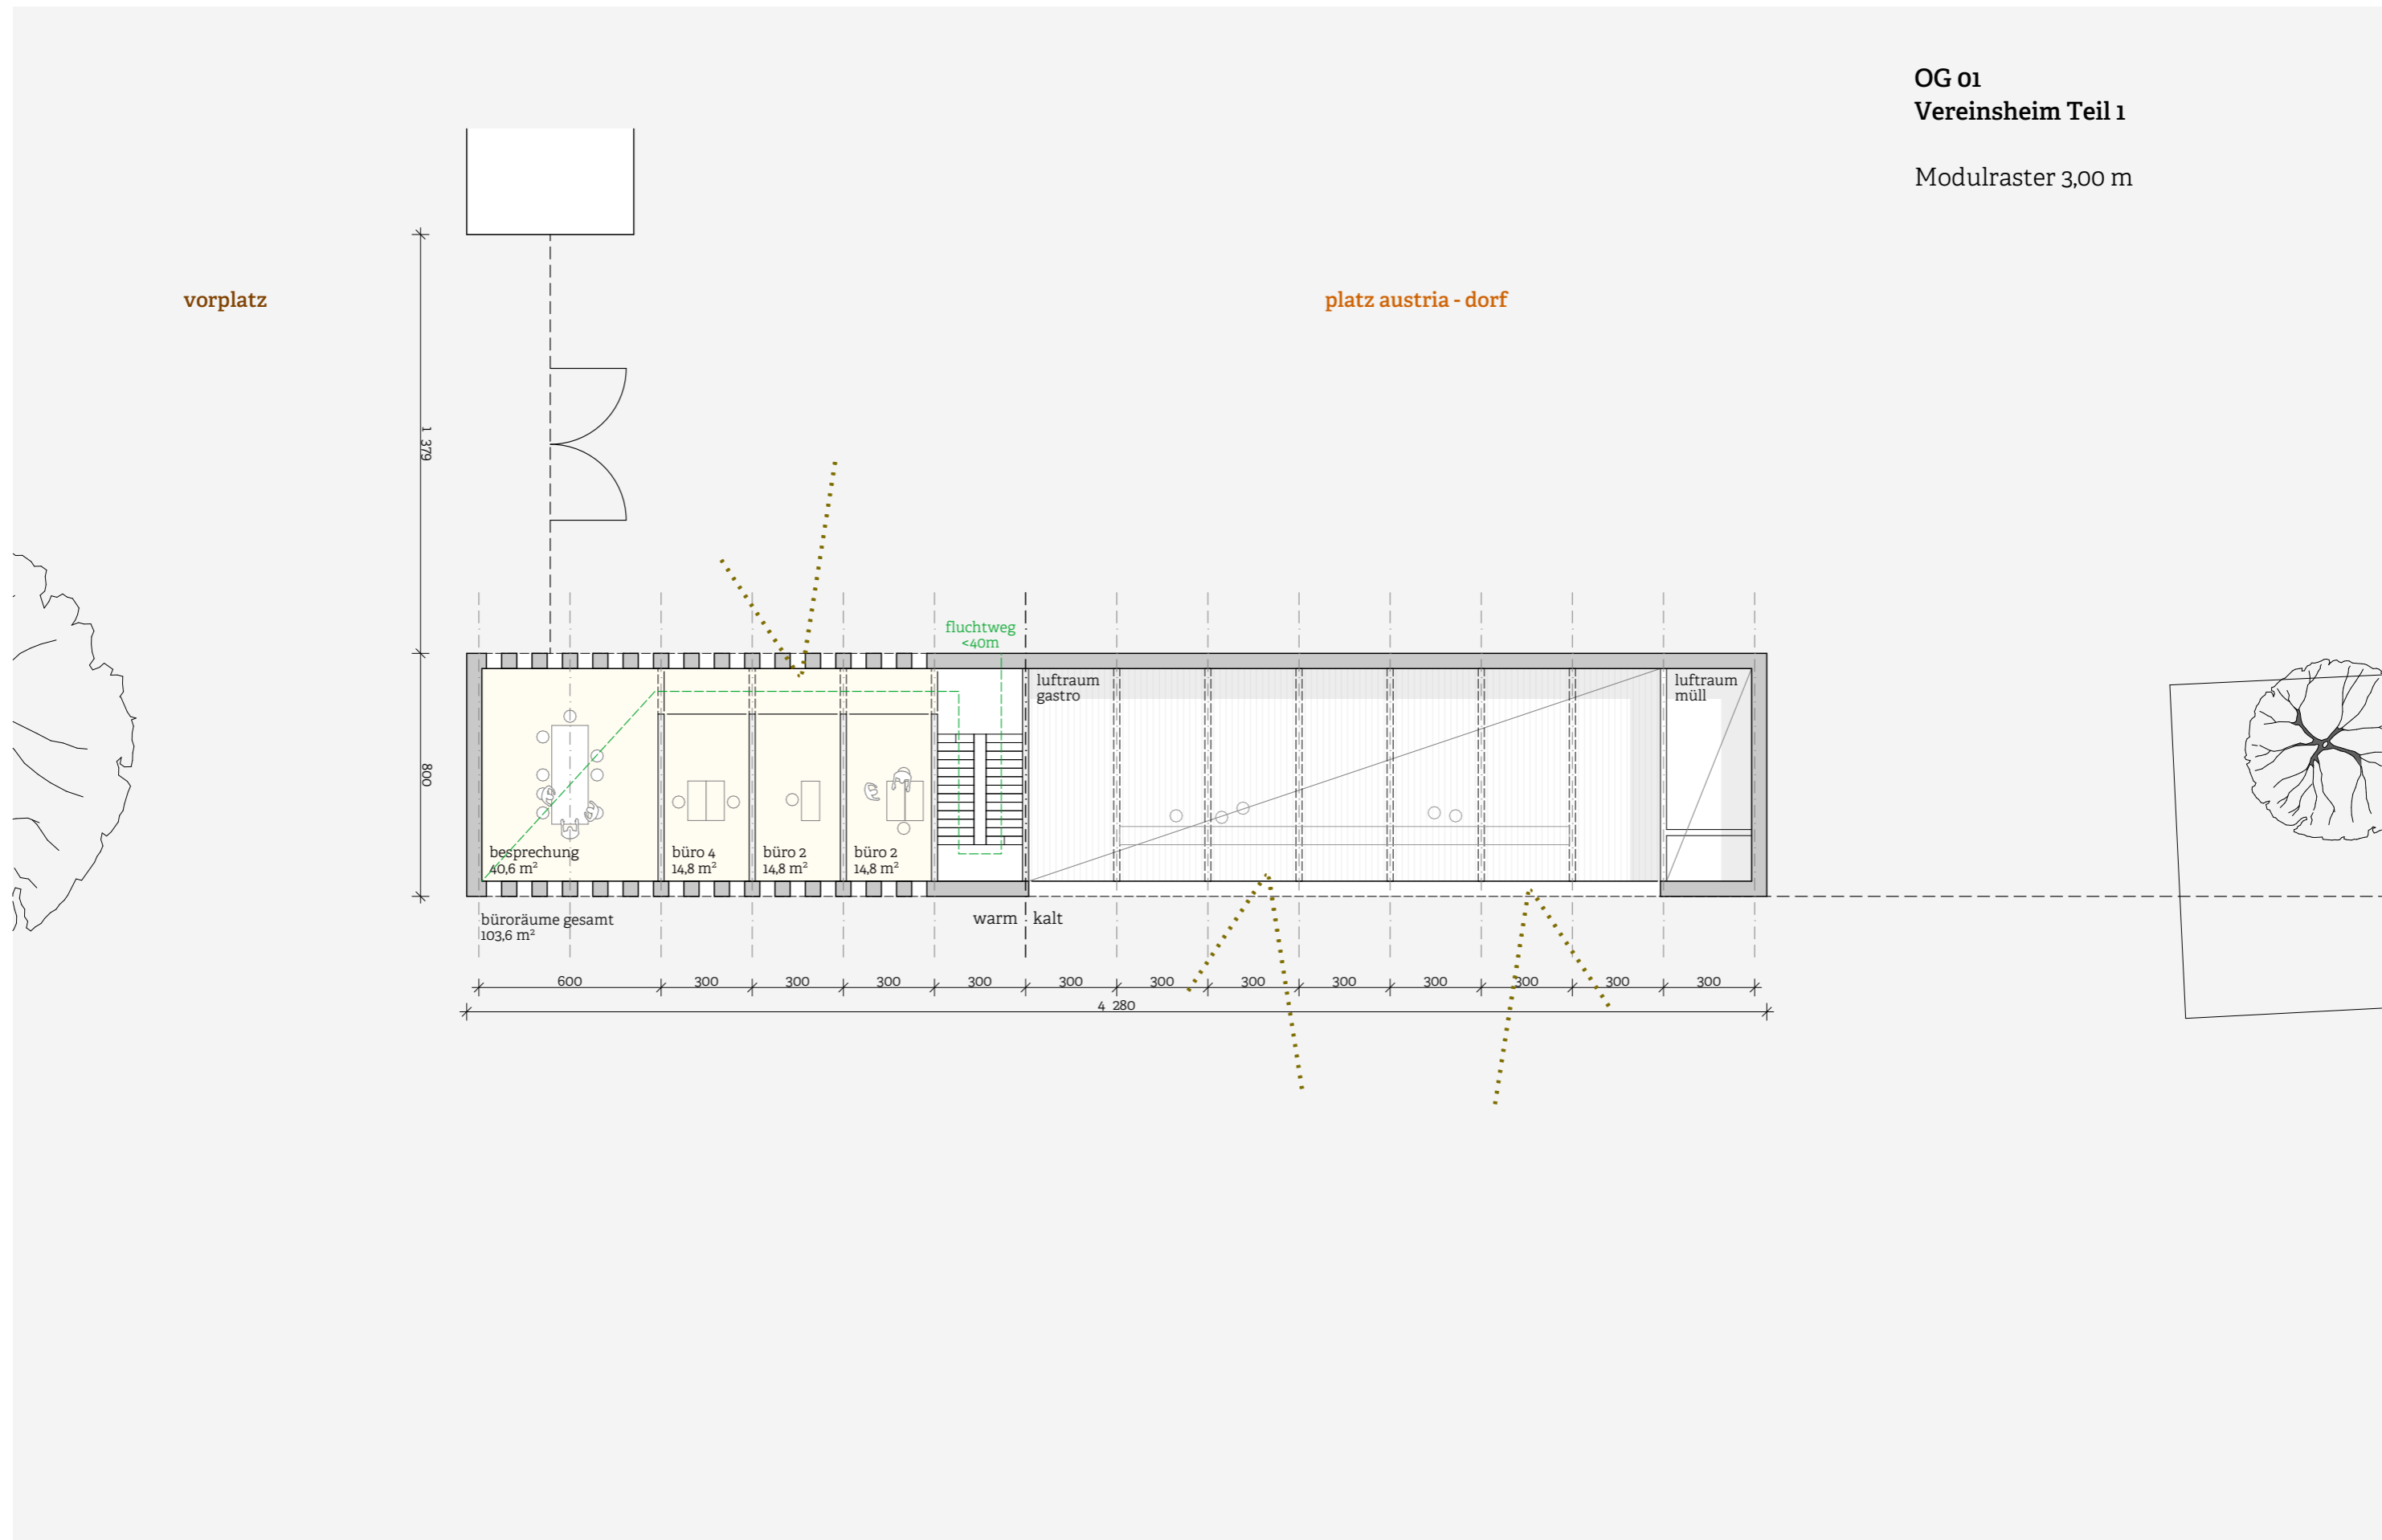 OG 01
Vereinsheim Teil 1
Modulraster 3,00 m
vorplatz
platz austria - dorf
1 379
fluchtweg
<40m
luftraum
gastro
luftraum
müll
800
besprechung
40,6 m²
büro 4
14,8 m²
büro 2
14,8 m²
büro 2
14,8 m²
büroräume gesamt
103,6 m²
warm
kalt
600 300 300 300 300 300 300 300 300 300 300 300 300
4 280